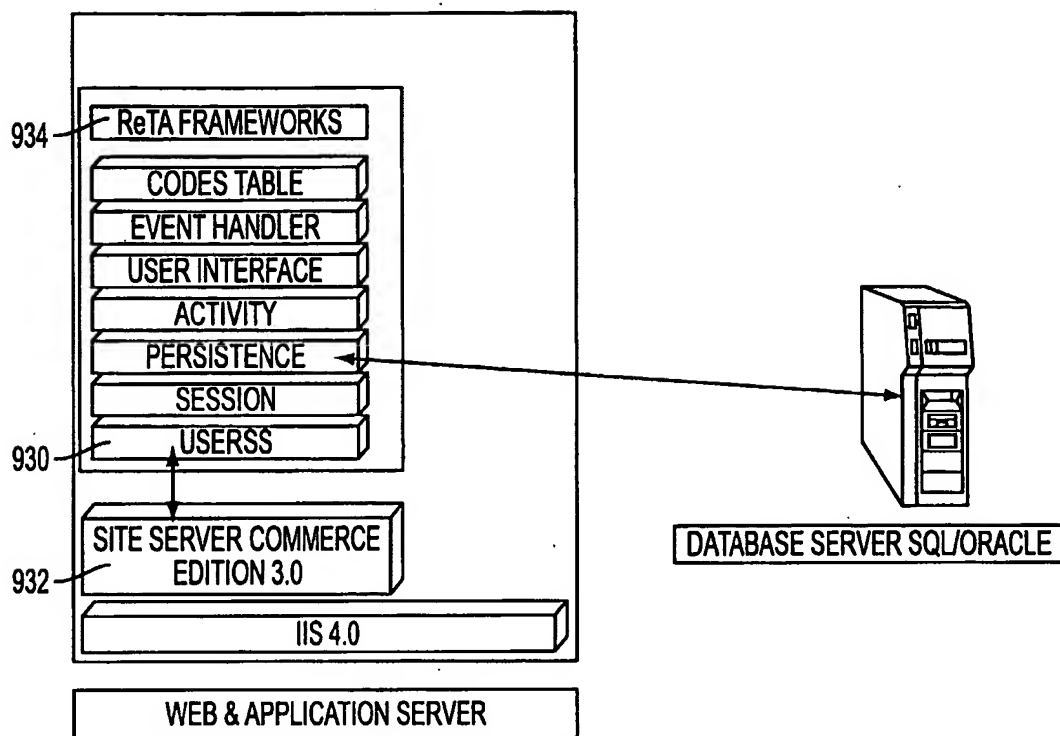 934
ReTA FRAMEWORKS
CODES TABLE
EVENT HANDLER
USER INTERFACE
ACTIVITY
PERSISTENCE
SESSION
930
USERSS
932
SITE SERVER COMMERCE
EDITION 3.0
IIS 4.0
WEB & APPLICATION SERVER
DATABASE SERVER SQL/ORACLE